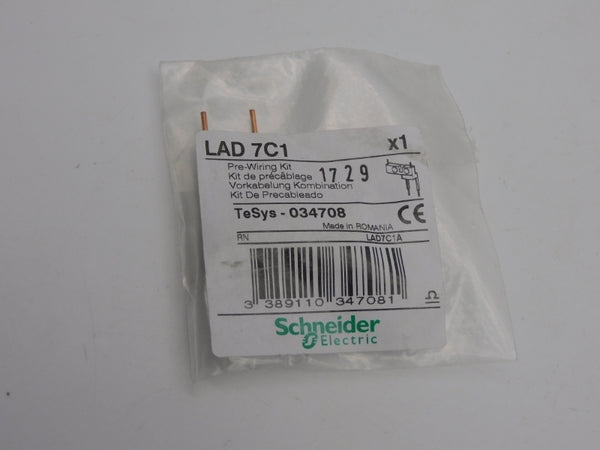 LAD 7C1 x1
Pre-Wiring Kit
Kit de précâblage 1729
Vorkabelung Kombination
Kit De Precableado
TeSys - 034708 CE
Made in ROMANIA
RN LAD7C1A
3 389110 347081
Schneider
Electric